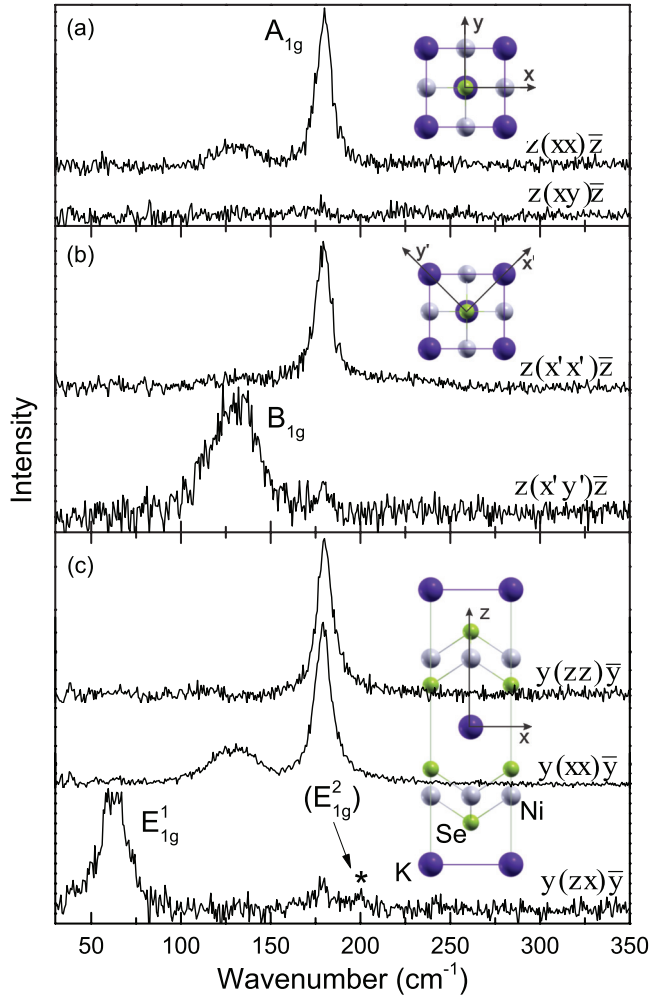 (a)
A1g
y
x
z(xx)z̄
z(xy)z̄
(b)
y'
x'
z(x'x')z̄
B1g
z(x'y')z̄
Intensity
(c)
z
y(zz)ȳ
x
y(xx)ȳ
E¹1g
(E²1g)
*
Ni
Se
K
y(zx)ȳ
50 100 150 200 250 300 350
Wavenumber (cm⁻¹)